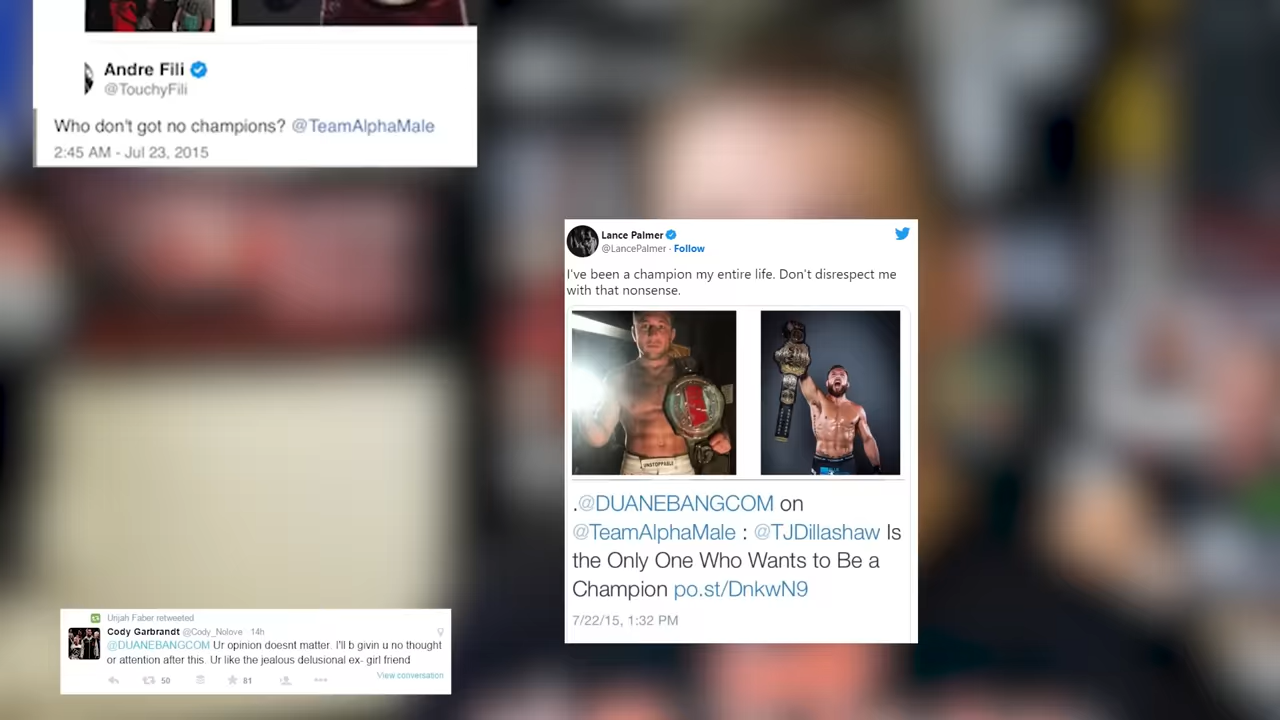 Andre Fili
@TouchyFili
Who don't got no champions? @TeamAlphaMale
2:45 AM - Jul 23, 2015
Lance Palmer
@LancePalmer · Follow
I've been a champion my entire life. Don't disrespect me
with that nonsense.
UNSTOPPABLE
.@DUANEBANGCOM on
@TeamAlphaMale : @TJDillashaw Is
the Only One Who Wants to Be a
Champion po.st/DnkwN9
7/22/15, 1:32 PM
Urijah Faber retweeted
Cody Garbrandt @Cody_Nolove 14h
@DUANEBANGCOM Ur opinion doesnt matter. I'll b givin u no thought
or attention after this. Ur like the jealous delusional ex- girl friend
50 81 View conversation